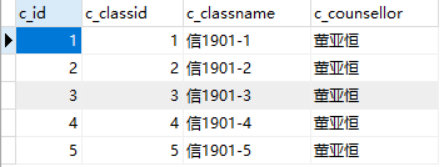 c_id c_classid c_classname c_counsellor
1 1 信1901-1 董亚恒
2 2 信1901-2 董亚恒
3 3 信1901-3 董亚恒
4 4 信1901-4 董亚恒
5 5 信1901-5 董亚恒